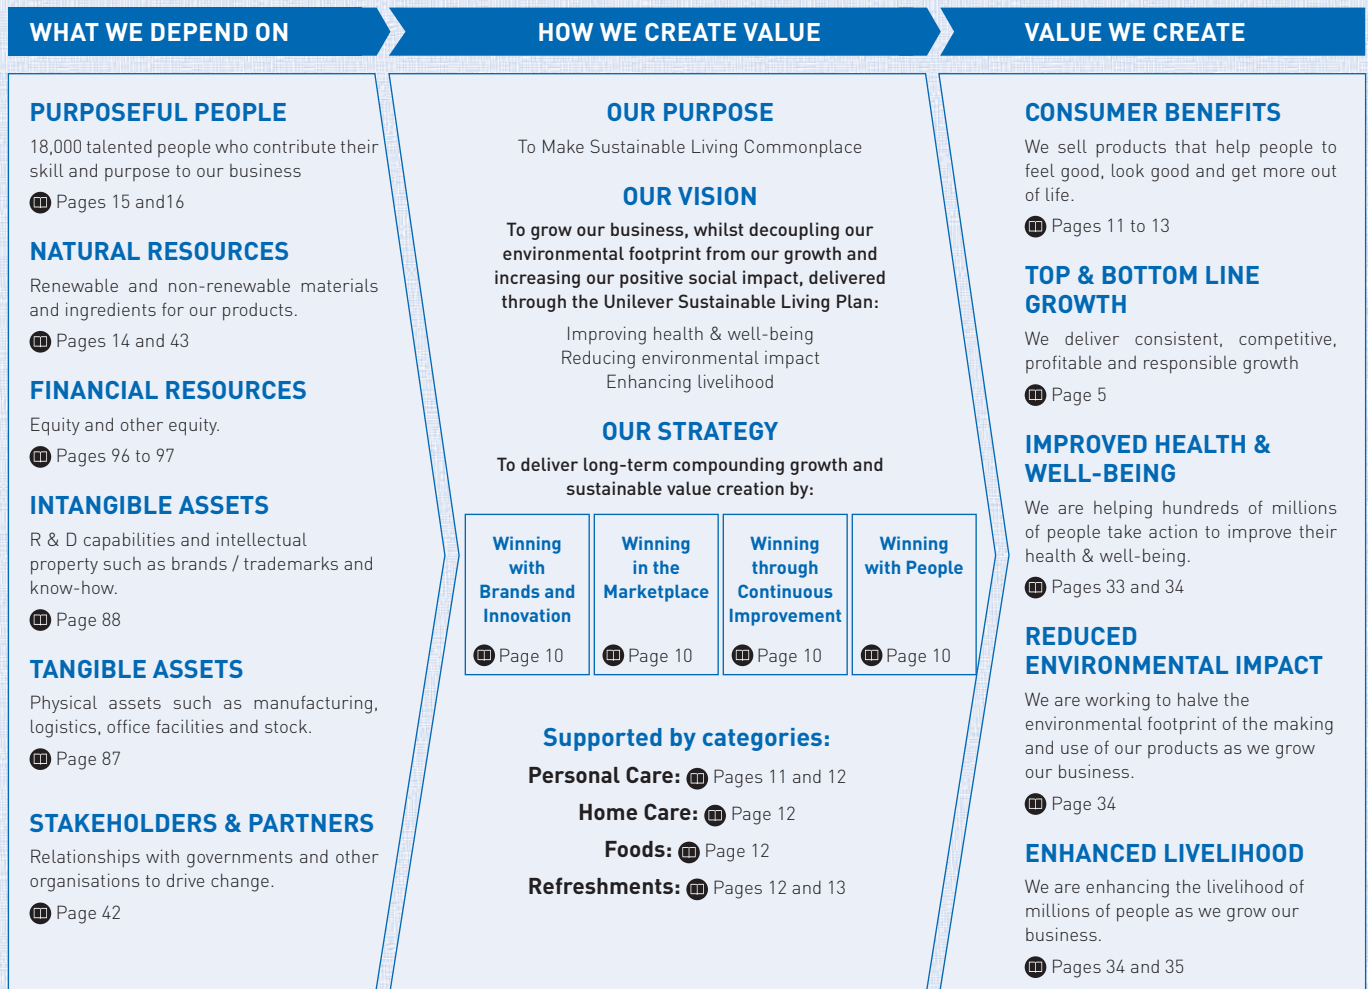 WHAT WE DEPEND ON
HOW WE CREATE VALUE
VALUE WE CREATE
PURPOSEFUL PEOPLE
18,000 talented people who contribute their
skill and purpose to our business
Pages 15 and16
NATURAL RESOURCES
Renewable and non-renewable materials
and ingredients for our products.
Pages 14 and 43
FINANCIAL RESOURCES
Equity and other equity.
Pages 96 to 97
INTANGIBLE ASSETS
R & D capabilities and intellectual
property such as brands / trademarks and
know-how.
Page 88
TANGIBLE ASSETS
Physical assets such as manufacturing,
logistics, office facilities and stock.
Page 87
STAKEHOLDERS & PARTNERS
Relationships with governments and other
organisations to drive change.
Page 42
OUR PURPOSE
To Make Sustainable Living Commonplace
OUR VISION
To grow our business, whilst decoupling our
environmental footprint from our growth and
increasing our positive social impact, delivered
through the Unilever Sustainable Living Plan:
Improving health & well-being
Reducing environmental impact
Enhancing livelihood
OUR STRATEGY
To deliver long-term compounding growth and
sustainable value creation by:
Winning
with
Brands and
Innovation
Page 10
Winning
in the
Marketplace
Page 10
Winning
through
Continuous
Improvement
Page 10
Winning
with People
Page 10
Supported by categories:
Personal Care: Pages 11 and 12
Home Care: Page 12
Foods: Page 12
Refreshments: Pages 12 and 13
CONSUMER BENEFITS
We sell products that help people to
feel good, look good and get more out
of life.
Pages 11 to 13
TOP & BOTTOM LINE
GROWTH
We deliver consistent, competitive,
profitable and responsible growth
Page 5
IMPROVED HEALTH &
WELL-BEING
We are helping hundreds of millions
of people take action to improve their
health & well-being.
Pages 33 and 34
REDUCED
ENVIRONMENTAL IMPACT
We are working to halve the
environmental footprint of the making
and use of our products as we grow
our business.
Page 34
ENHANCED LIVELIHOOD
We are enhancing the livelihood of
millions of people as we grow our
business.
Pages 34 and 35